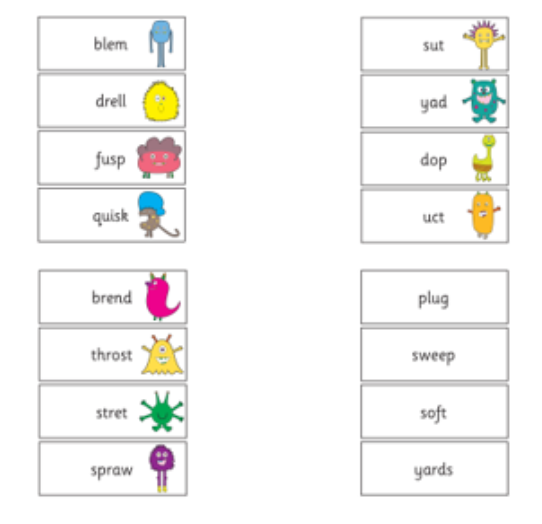 blem
drell
fusp
quisk
sut
yad
dop
uct
brend
throst
stret
spraw
plug
sweep
soft
yards